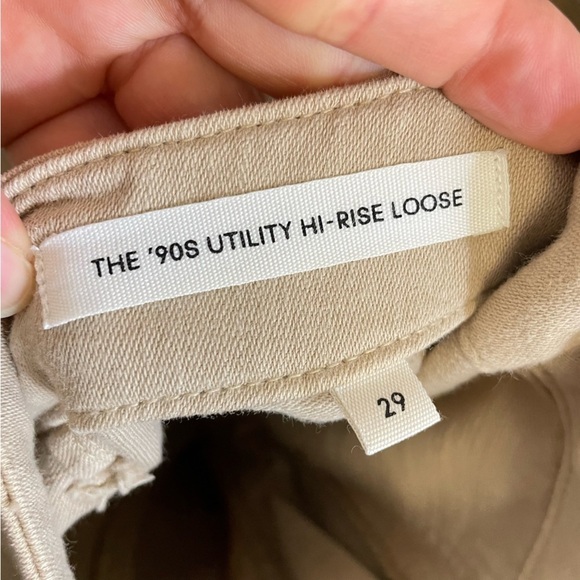 THE '90S UTILITY HI-RISE LOOSE
29